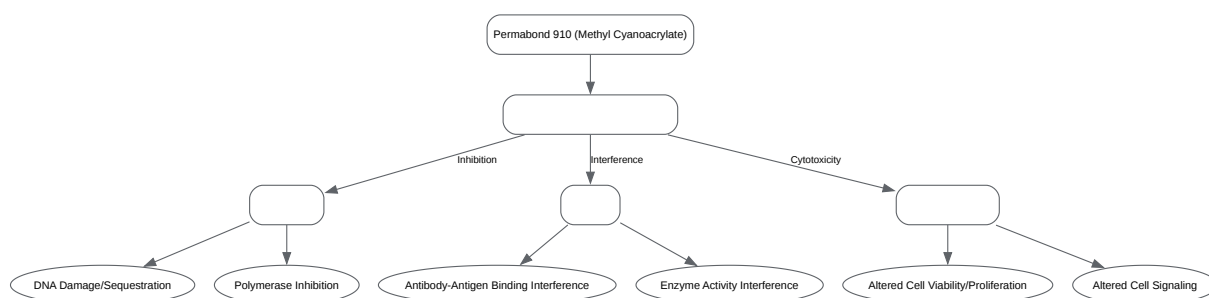 Permabond 910 (Methyl Cyanoacrylate)
Inhibition
Interference
Cytotoxicity
DNA Damage/Sequestration
Polymerase Inhibition
Antibody-Antigen Binding Interference
Enzyme Activity Interference
Altered Cell Viability/Proliferation
Altered Cell Signaling